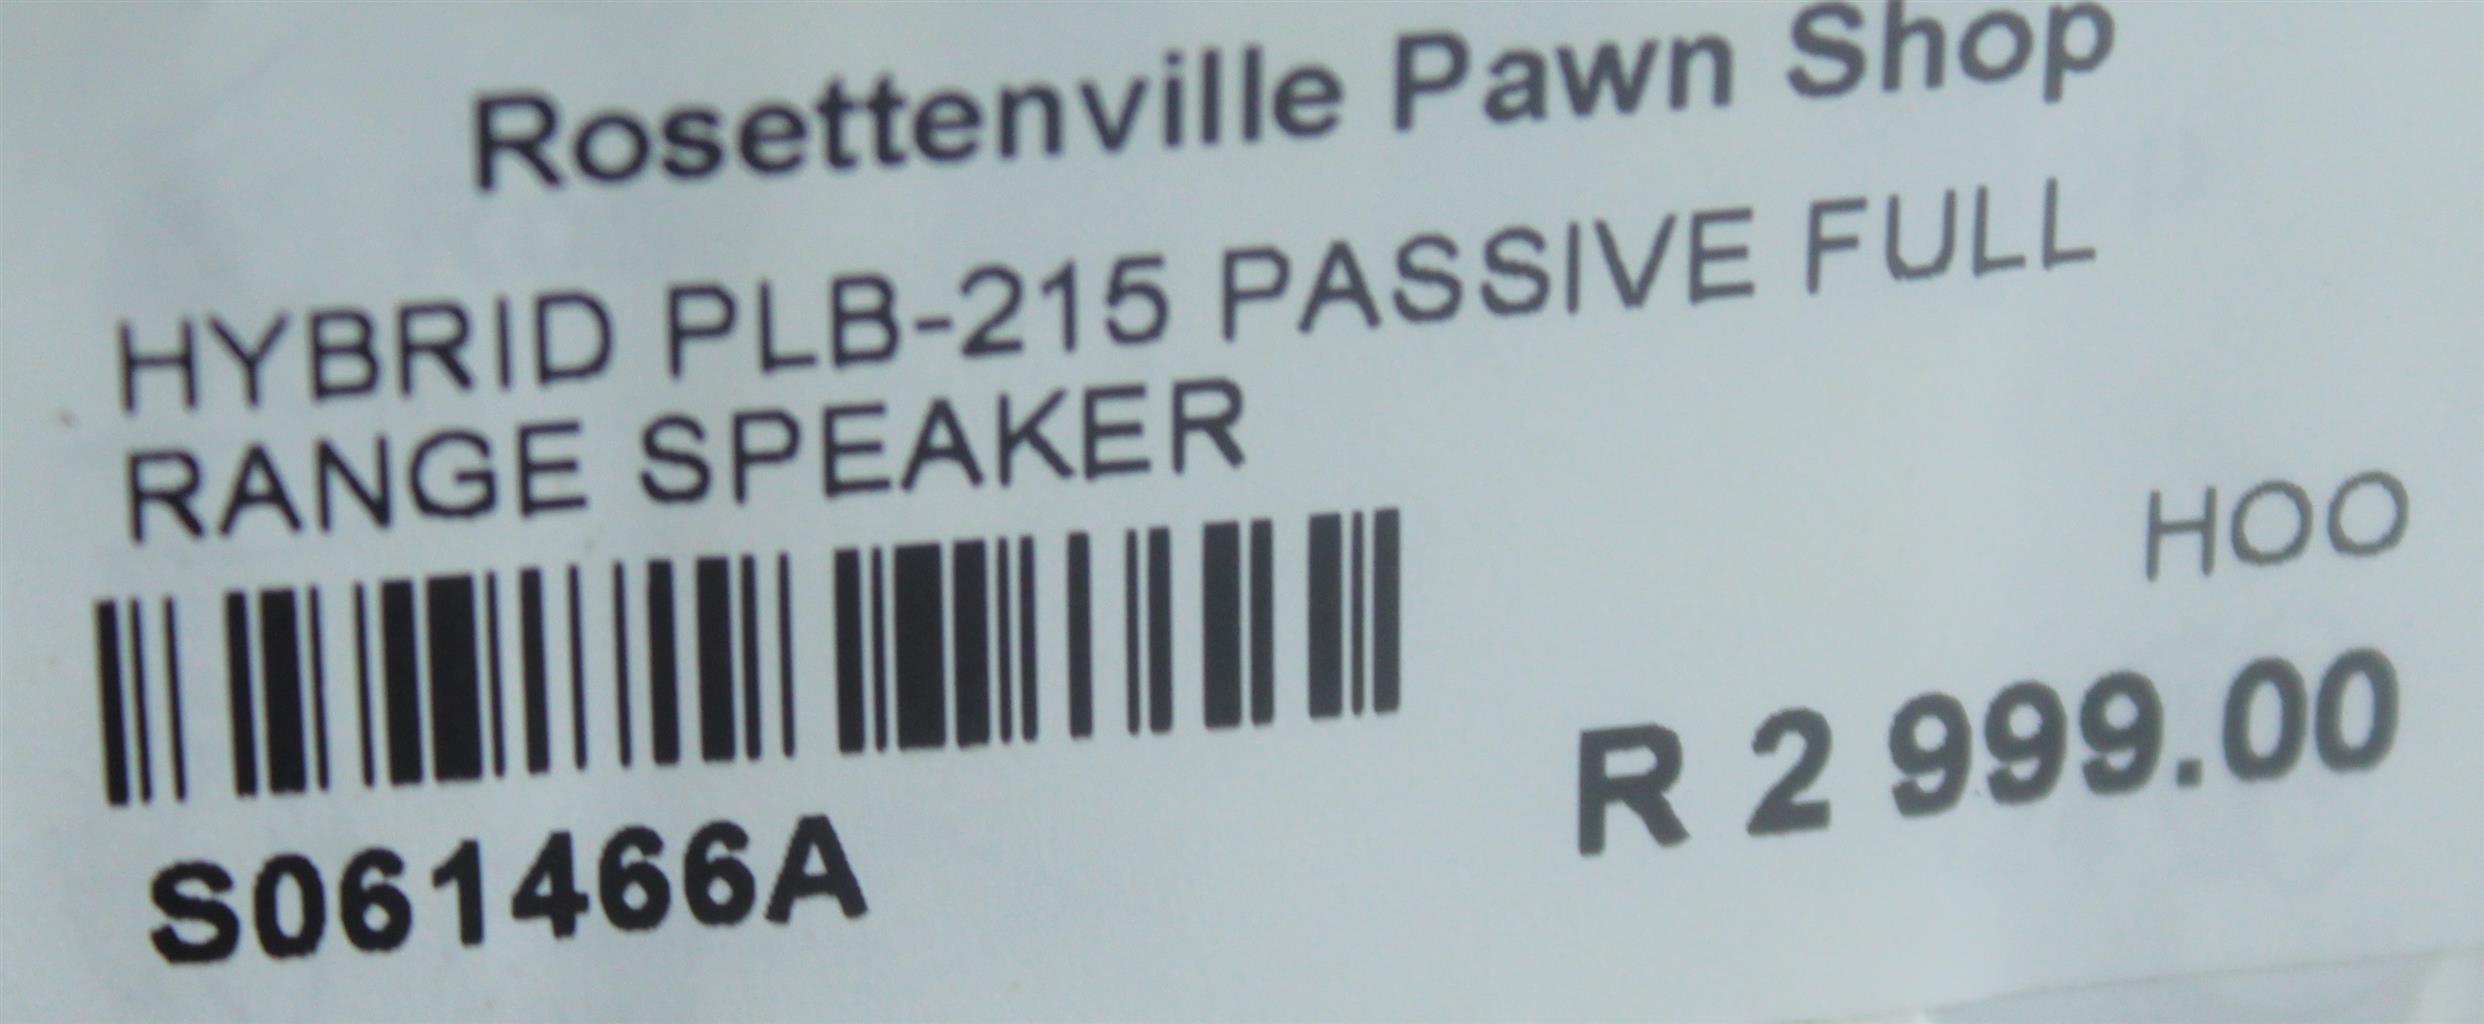 Rosettenville Pawn Shop
HYBRID PLB-215 PASSIVE FULL
RANGE SPEAKER
HOO
R 2 999.00
S061466A